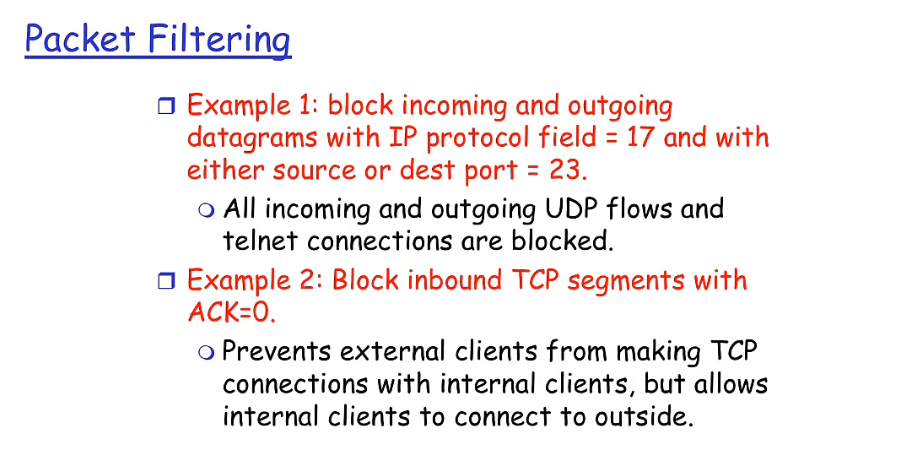 Packet Filtering
Example 1: block incoming and outgoing
datagrams with IP protocol field = 17 and with
either source or dest port = 23.
All incoming and outgoing UDP flows and
telnet connections are blocked.
Example 2: Block inbound TCP segments with
ACK=0.
Prevents external clients from making TCP
connections with internal clients, but allows
internal clients to connect to outside.